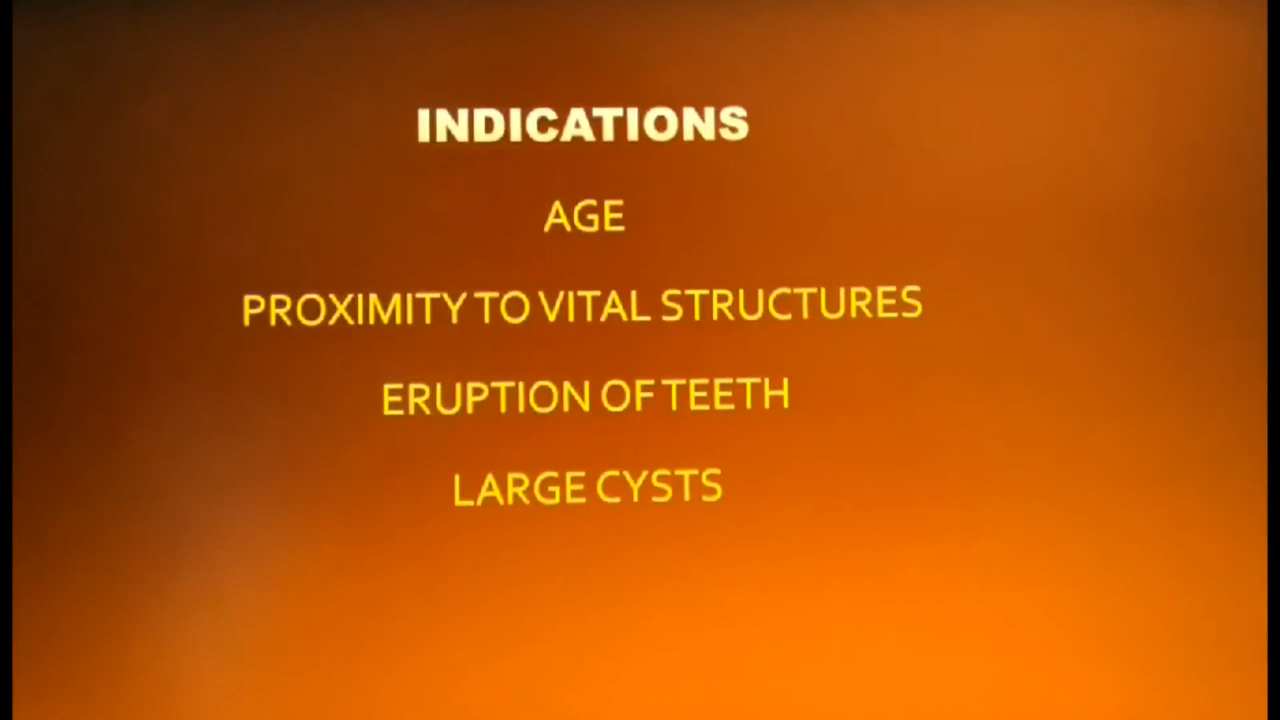 INDICATIONS
AGE
PROXIMITY TO VITAL STRUCTURES
ERUPTION OF TEETH
LARGE CYSTS